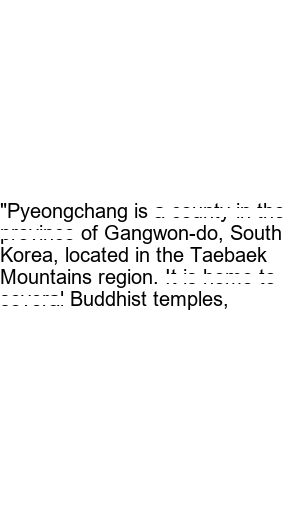 "Pyeongchang is a county in the
province of Gangwon-do, South
Korea, located in the Taebaek
Mountains region. It is home to
several Buddhist temples,